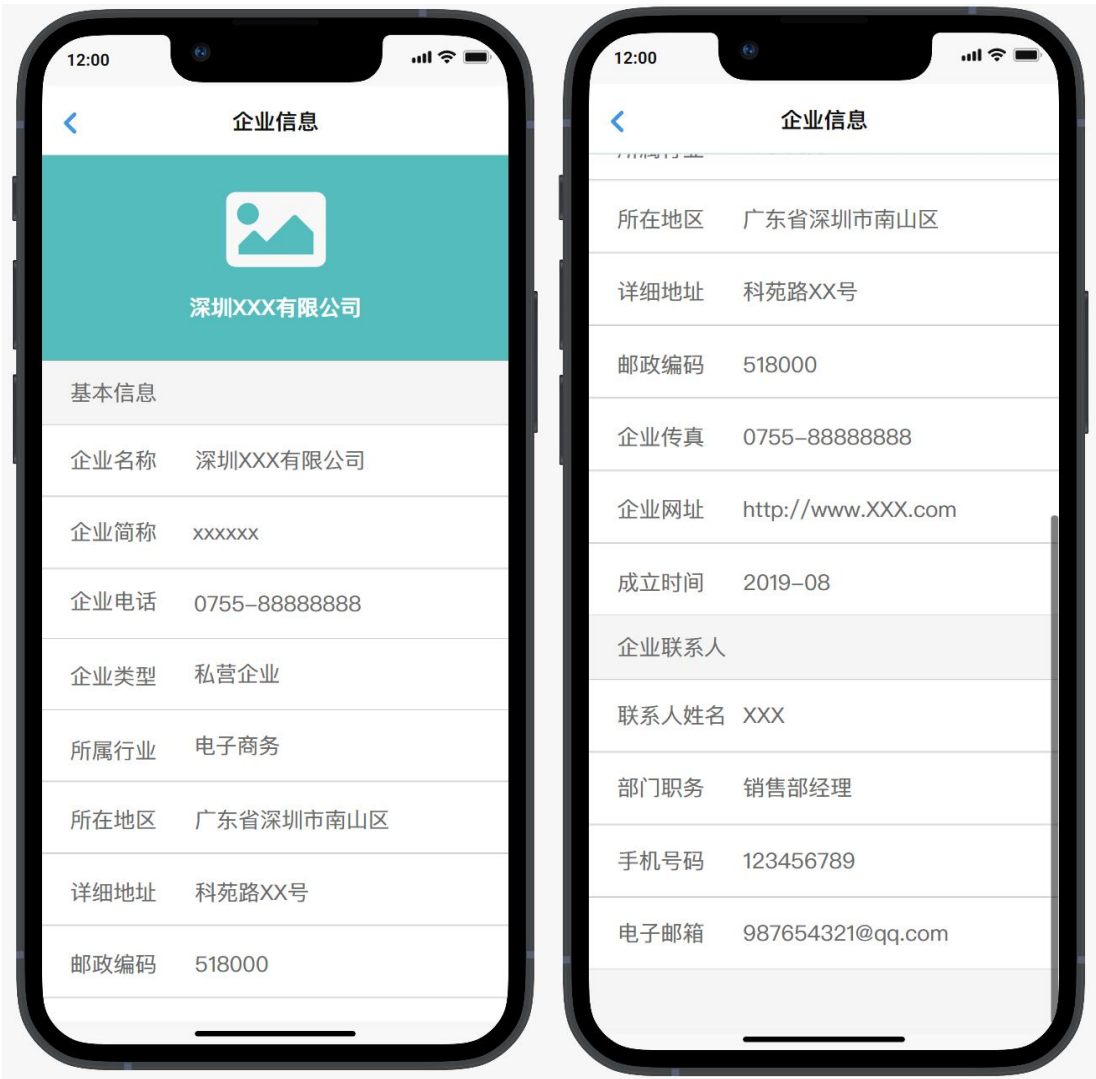 12:00
企业信息
深圳XXX有限公司
基本信息
企业名称 深圳XXX有限公司
企业简称 xxxxxx
企业电话 0755-88888888
企业类型 私营企业
所属行业 电子商务
所在地区 广东省深圳市南山区
详细地址 科苑路XX号
邮政编码 518000
12:00
企业信息
所在地区 广东省深圳市南山区
详细地址 科苑路XX号
邮政编码 518000
企业传真 0755-88888888
企业网址 http://www.XXX.com
成立时间 2019-08
企业联系人
联系人姓名 XXX
部门职务 销售部经理
手机号码 123456789
电子邮箱 987654321@qq.com